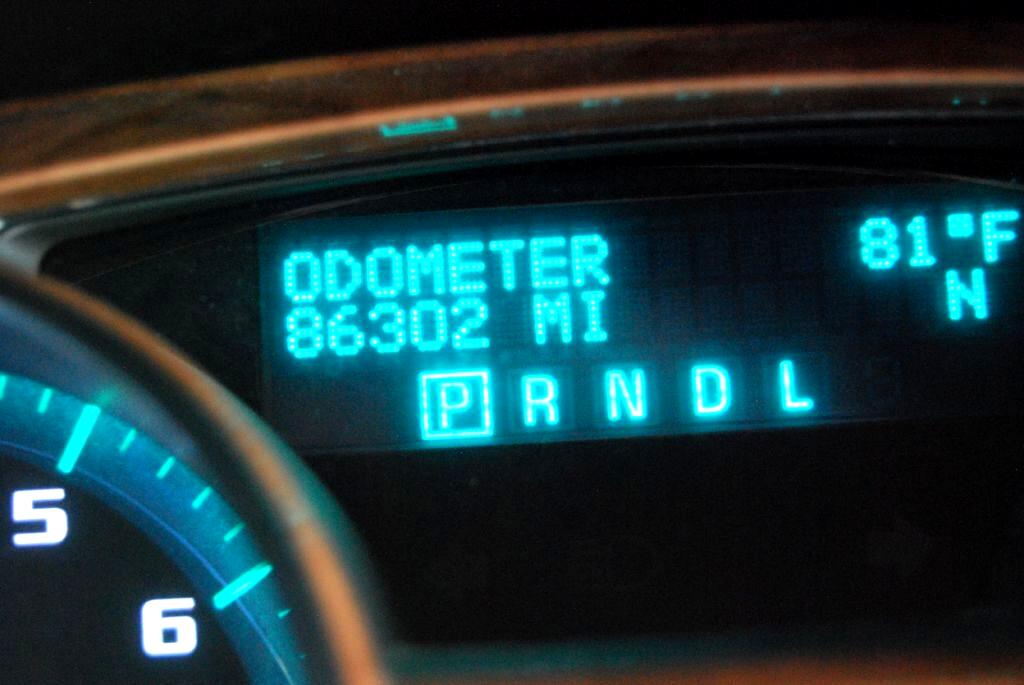 ODOMETER 81°F
86302 MI N
P R N D L
5
6